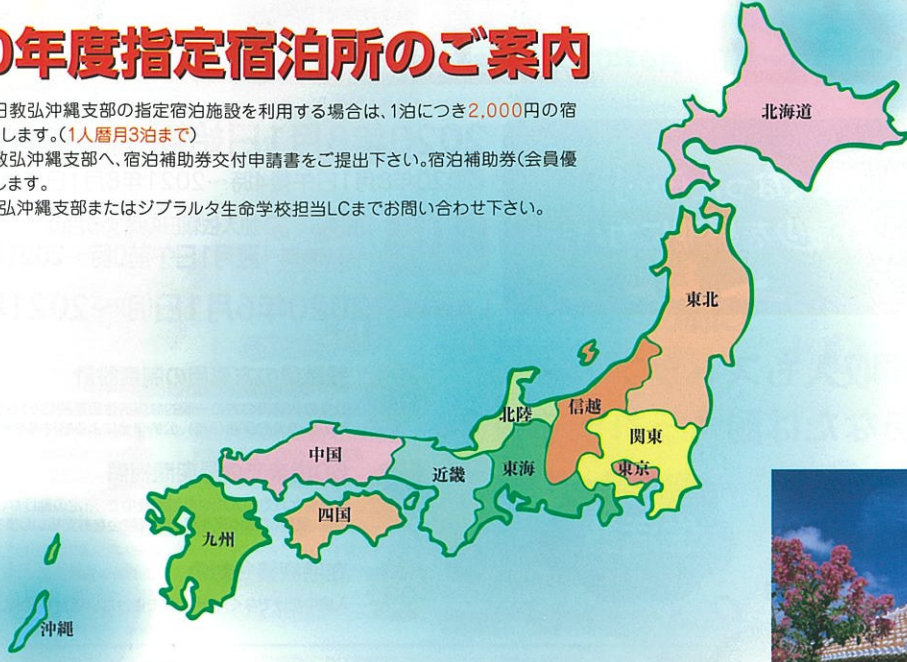 0年度指定宿泊所のご案内
日教弘沖縄支部の指定宿泊施設を利用する場合は、1泊につき2,000円の宿
します。(1人暦月3泊まで)
教弘沖縄支部へ、宿泊補助券交付申請書をご提出下さい。宿泊補助券(会員優
します。
弘沖縄支部またはジブラルタ生命学校担当LCまでお問い合わせ下さい。
北海道
東北
北陸
信越
関東
東京
中国
近畿
東海
四国
九州
沖縄